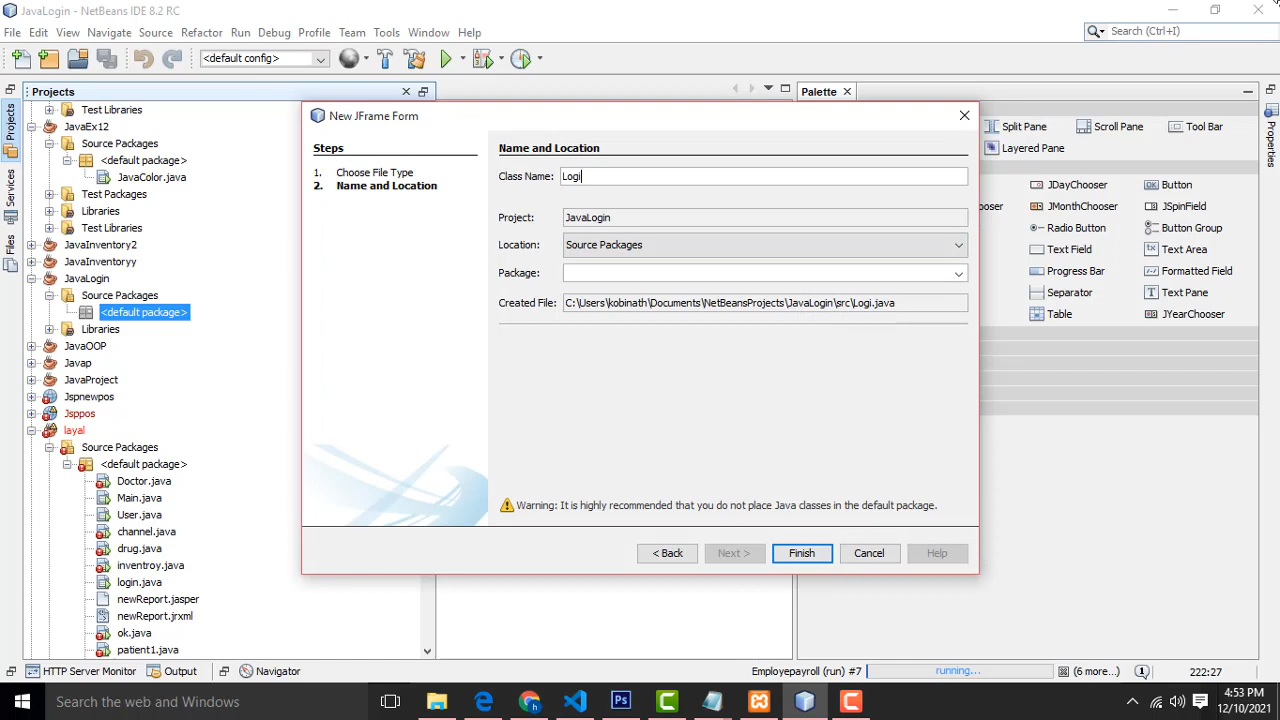 JavaLogin - NetBeans IDE 8.2 RC
File Edit View Navigate Source Refactor Run Debug Profile Team Tools Window Help
Search (Ctrl+I)
<default config>
Projects
Palette
Projects
Services
Files
Properties
Test Libraries
JavaEx12
Source Packages
<default package>
JavaColor.java
Test Packages
Libraries
Test Libraries
JavaInventory2
JavaInventoryy
JavaLogin
Source Packages
<default package>
Libraries
JavaOOP
Javap
JavaProject
Jspnewpos
Jsppos
layal
Source Packages
<default package>
Doctor.java
Main.java
User.java
channel.java
drug.java
inventroy.java
login.java
newReport.jasper
newReport.jrxml
ok.java
patient1.java
New JFrame Form
Steps
1. Choose File Type
2. Name and Location
Name and Location
Class Name: Logi
Project: JavaLogin
Location: Source Packages
Package:
Created File: C:\Users\kobinath\Documents\NetBeansProjects\JavaLogin\src\Logi.java
Warning: It is highly recommended that you do not place Java classes in the default package.
< Back Next > Finish Cancel Help
Split Pane Scroll Pane Tool Bar
Layered Pane
JDayChooser Button
ooser JMonthChooser JSpinField
Radio Button Button Group
Text Field Text Area
Progress Bar Formatted Field
Separator Text Pane
Table JYearChooser
HTTP Server Monitor Output Navigator
Employepayroll (run) #7 running... (6 more...) 1 222:27
Search the web and Windows
4:53 PM
12/10/2021